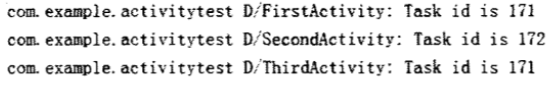 com.example.activitytest D/FirstActivity: Task id is 171
com.example.activitytest D/SecondActivity: Task id is 172
com.example.activitytest D/ThirdActivity: Task id is 171